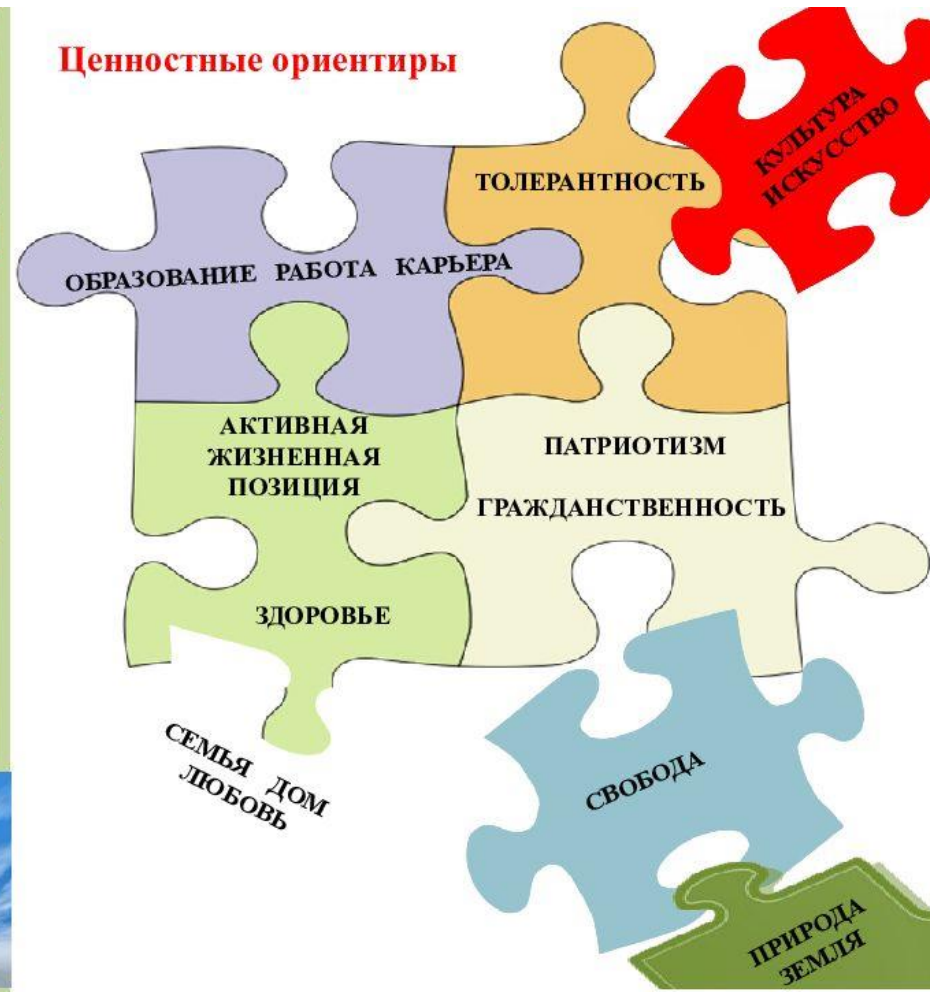 Ценностные ориентиры
КУЛЬТУРА
ИСКУССТВО
ТОЛЕРАНТНОСТЬ
ОБРАЗОВАНИЕ РАБОТА КАРЬЕРА
АКТИВНАЯ
ЖИЗНЕННАЯ
ПОЗИЦИЯ
ПАТРИОТИЗМ
ГРАЖДАНСТВЕННОСТЬ
ЗДОРОВЬЕ
СЕМЬЯ ДОМ
ЛЮБОВЬ
СВОБОДА
ПРИРОДА
ЗЕМЛЯ